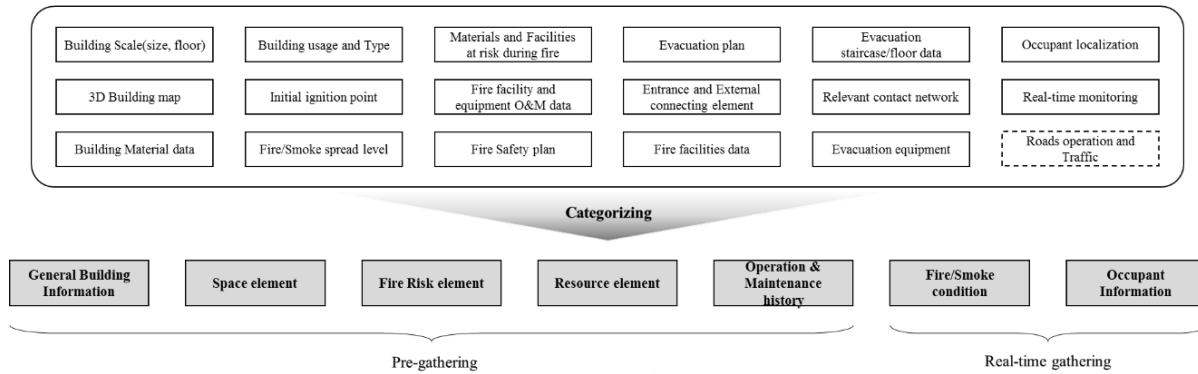 Building Scale(size, floor)
Building usage and Type
Materials and Facilities
at risk during fire
Evacuation plan
Evacuation
staircase/floor data
Occupant localization
3D Building map
Initial ignition point
Fire facility and
equipment O&M data
Entrance and External
connecting element
Relevant contact network
Real-time monitoring
Building Material data
Fire/Smoke spread level
Fire Safety plan
Fire facilities data
Evacuation equipment
Roads operation and
Traffic
Categorizing
General Building
Information
Space element
Fire Risk element
Resource element
Operation &
Maintenance
history
Fire/Smoke
condition
Occupant
Information
Pre-gathering
Real-time gathering